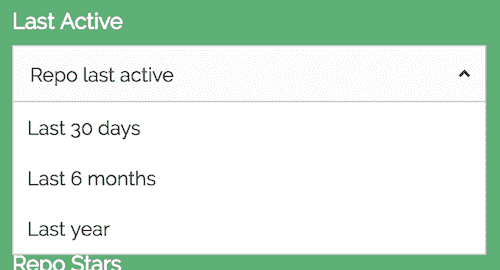 Last Active
Repo last active
Last 30 days
Last 6 months
Last year
Repo Stars